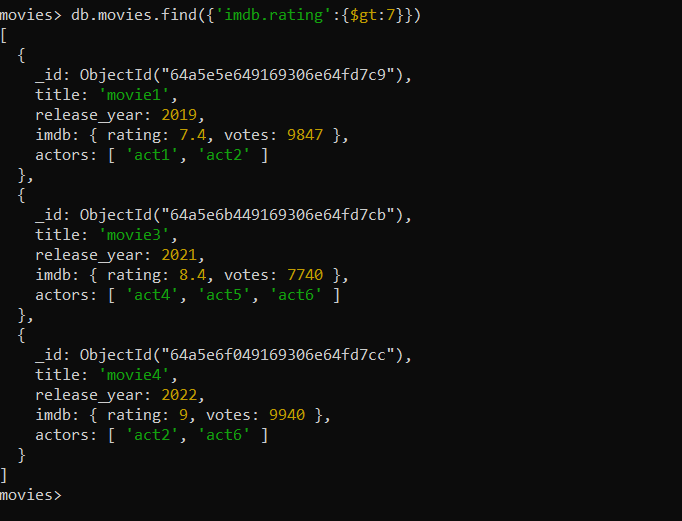 movies> db.movies.find({'imdb.rating':{$gt:7}})
[
  {
    _id: ObjectId("64a5e5e649169306e64fd7c9"),
    title: 'movie1',
    release_year: 2019,
    imdb: { rating: 7.4, votes: 9847 },
    actors: [ 'act1', 'act2' ]
  },
  {
    _id: ObjectId("64a5e6b449169306e64fd7cb"),
    title: 'movie3',
    release_year: 2021,
    imdb: { rating: 8.4, votes: 7740 },
    actors: [ 'act4', 'act5', 'act6' ]
  },
  {
    _id: ObjectId("64a5e6f049169306e64fd7cc"),
    title: 'movie4',
    release_year: 2022,
    imdb: { rating: 9, votes: 9940 },
    actors: [ 'act2', 'act6' ]
  }
]
movies>